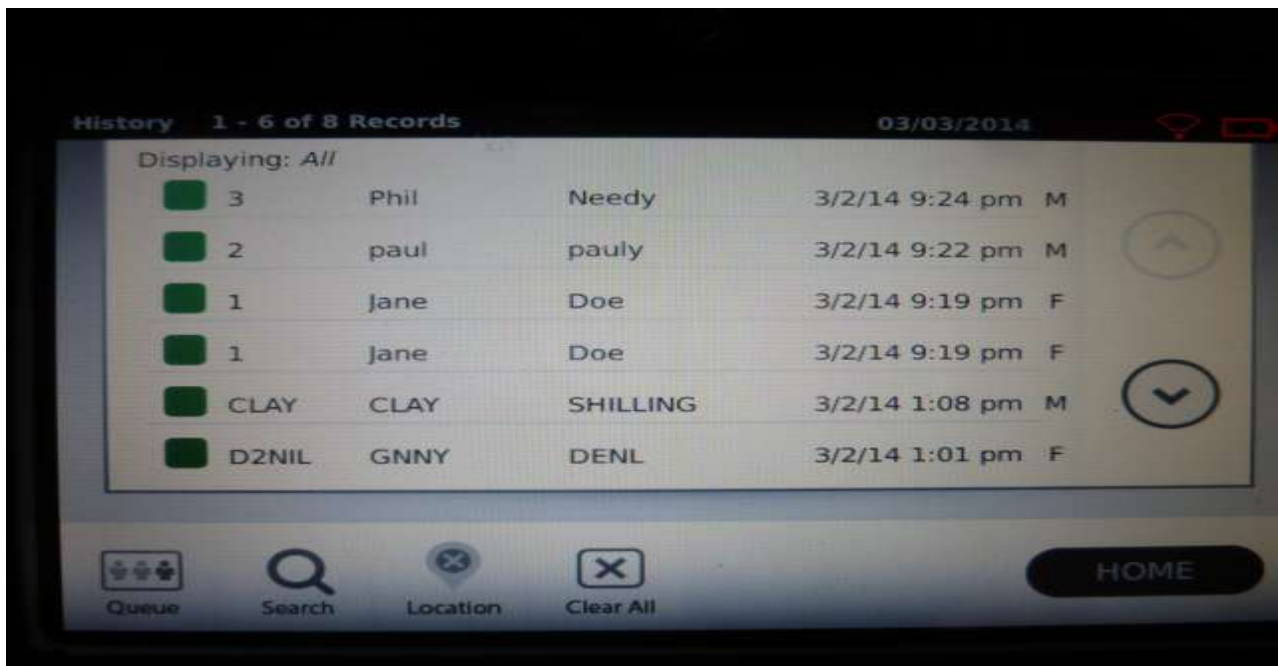 History 1 - 6 of 8 Records 03/03/2014
Displaying: All
3 Phil Needy 3/2/14 9:24 pm M
2 paul pauly 3/2/14 9:22 pm M
1 Jane Doe 3/2/14 9:19 pm F
1 Jane Doe 3/2/14 9:19 pm F
CLAY CLAY SHILLING 3/2/14 1:08 pm M
D2NIL GNNY DENL 3/2/14 1:01 pm F
Queue Search Location Clear All HOME